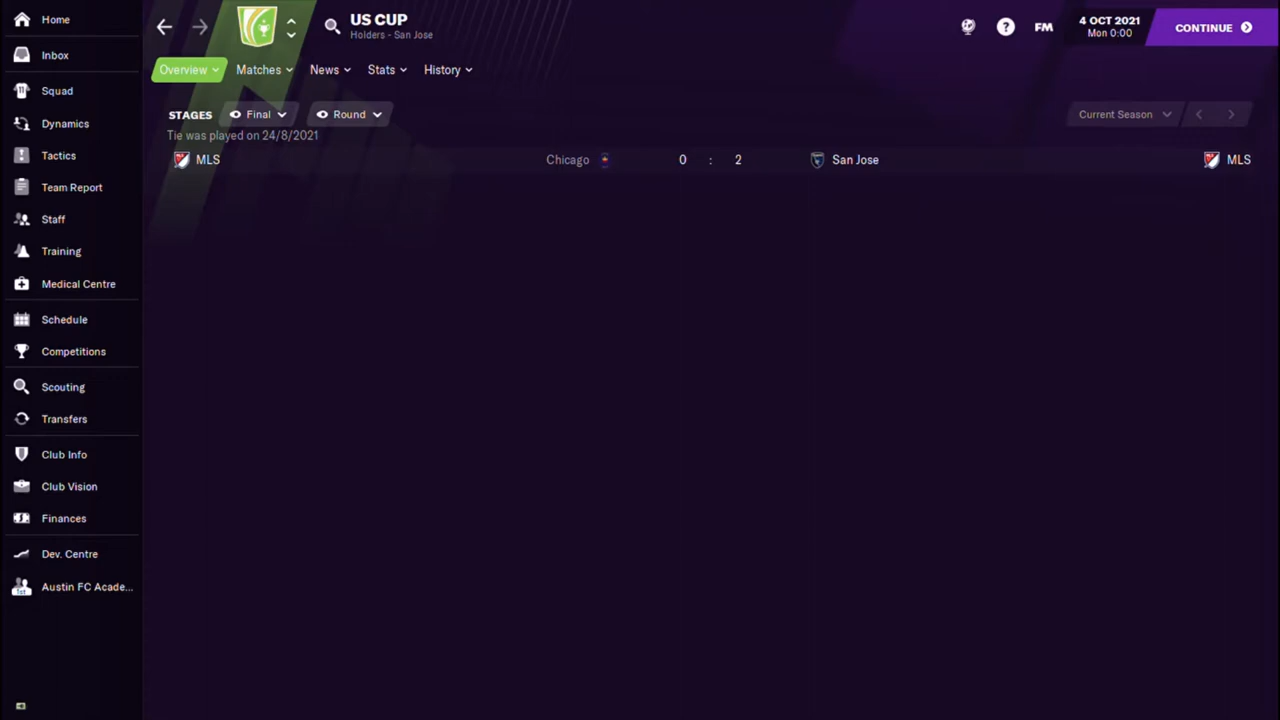 Home
Inbox
Squad
Dynamics
Tactics
Team Report
Staff
Training
Medical Centre
Schedule
Competitions
Scouting
Transfers
Club Info
Club Vision
Finances
Dev. Centre
Austin FC Acade...
US CUP
Holders - San Jose
FM
4 OCT 2021
Mon 0:00
CONTINUE
Overview
Matches
News
Stats
History
STAGES Final Round Current Season
Tie was played on 24/8/2021
MLS Chicago 0 : 2 San Jose MLS